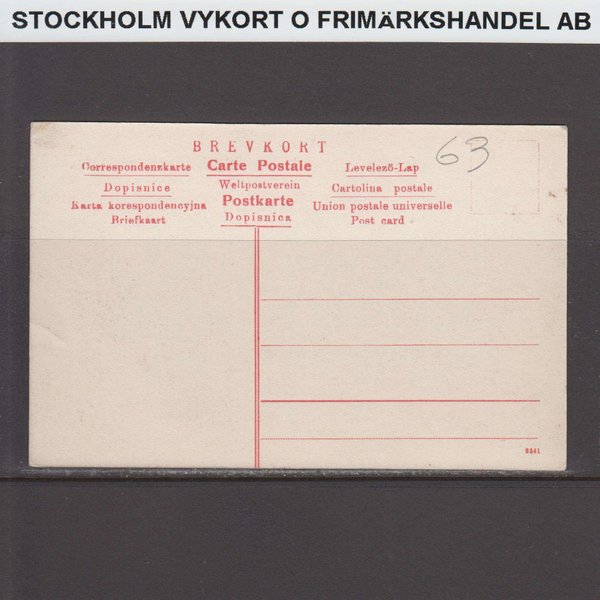 STOCKHOLM VYKORT O FRIMÄRKSHANDEL AB
BREVKORT
63
Correspondenzkarte Carte Postale Levelező-Lap
Dopisnice Weltpostverein Cartolina postale
Karta korespondencyjna Postkarte Union postale universelle
Briefkaart Dopisnica Post card
8841